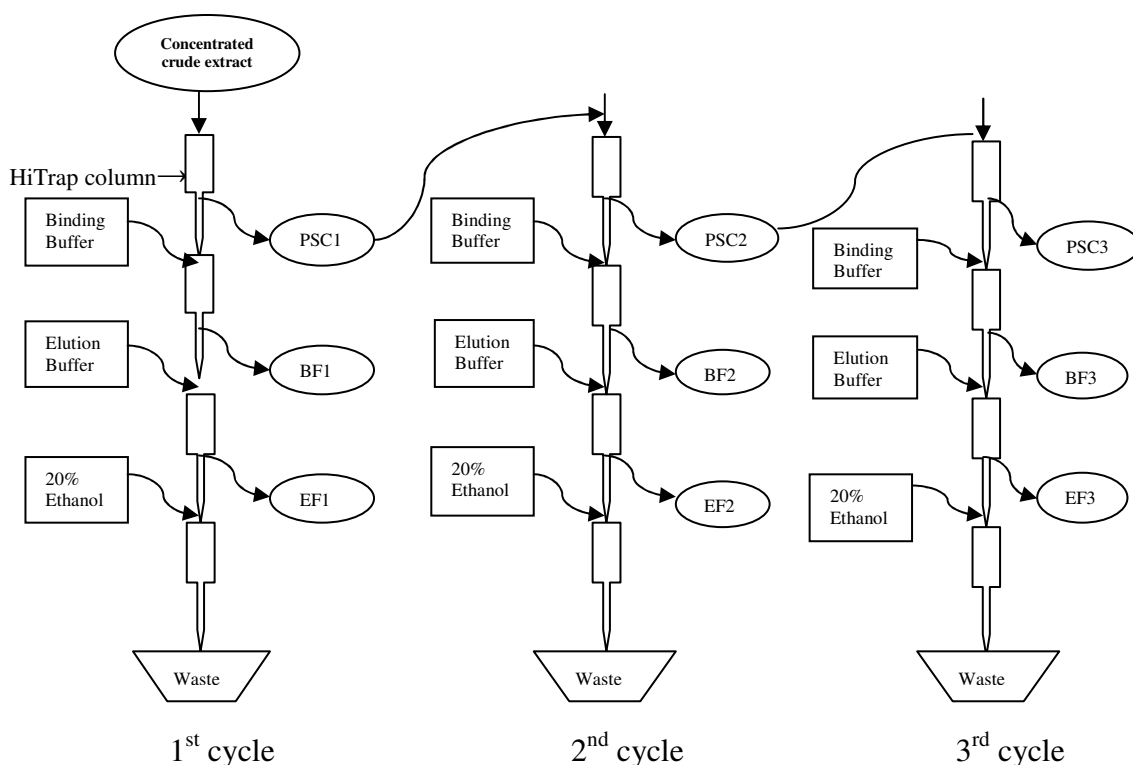 Concentrated
crude extract
HiTrap column
Binding
Buffer
PSC1
Elution
Buffer
BF1
20%
Ethanol
EF1
Waste
1st cycle
Binding
Buffer
PSC2
Elution
Buffer
BF2
20%
Ethanol
EF2
Waste
2nd cycle
Binding
Buffer
PSC3
Elution
Buffer
BF3
20%
Ethanol
EF3
Waste
3rd cycle